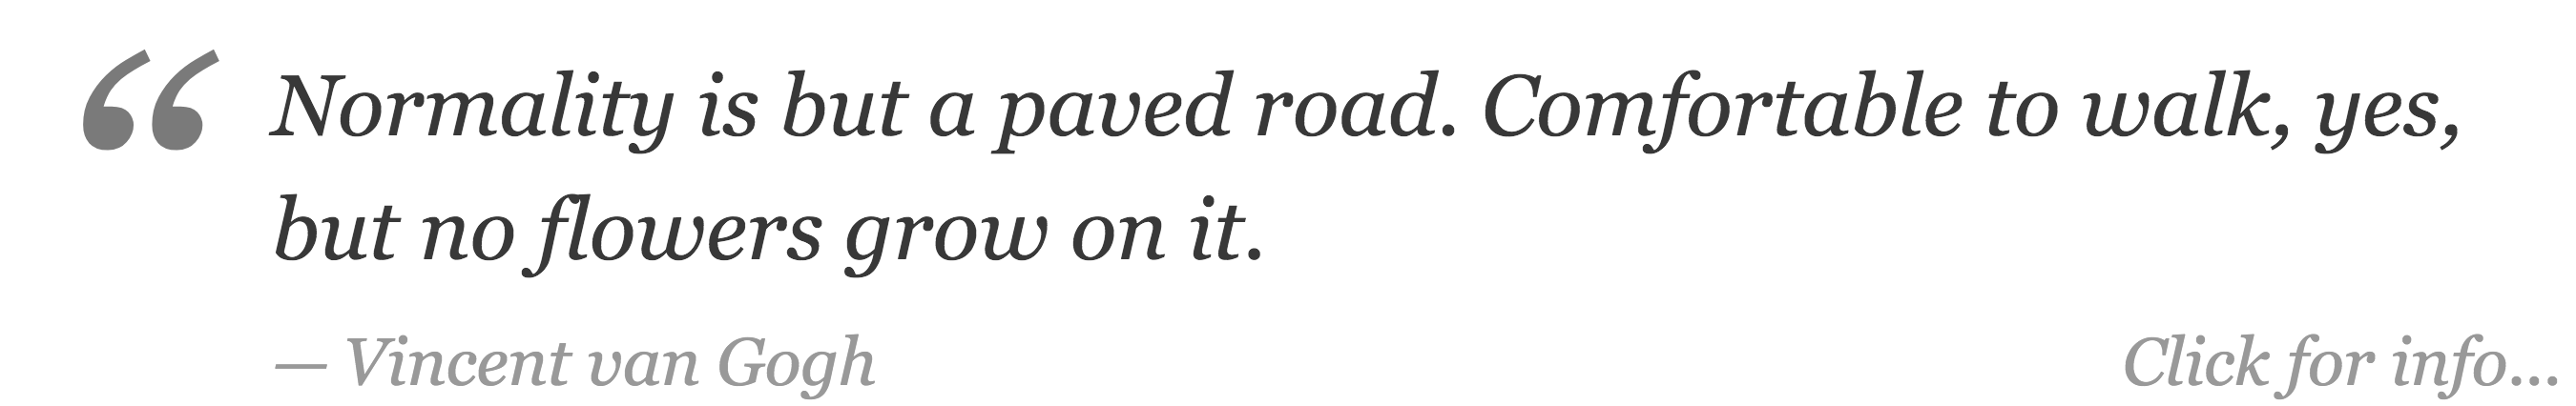 “ Normality is but a paved road. Comfortable to walk, yes,
but no flowers grow on it.
— Vincent van Gogh
Click for info...